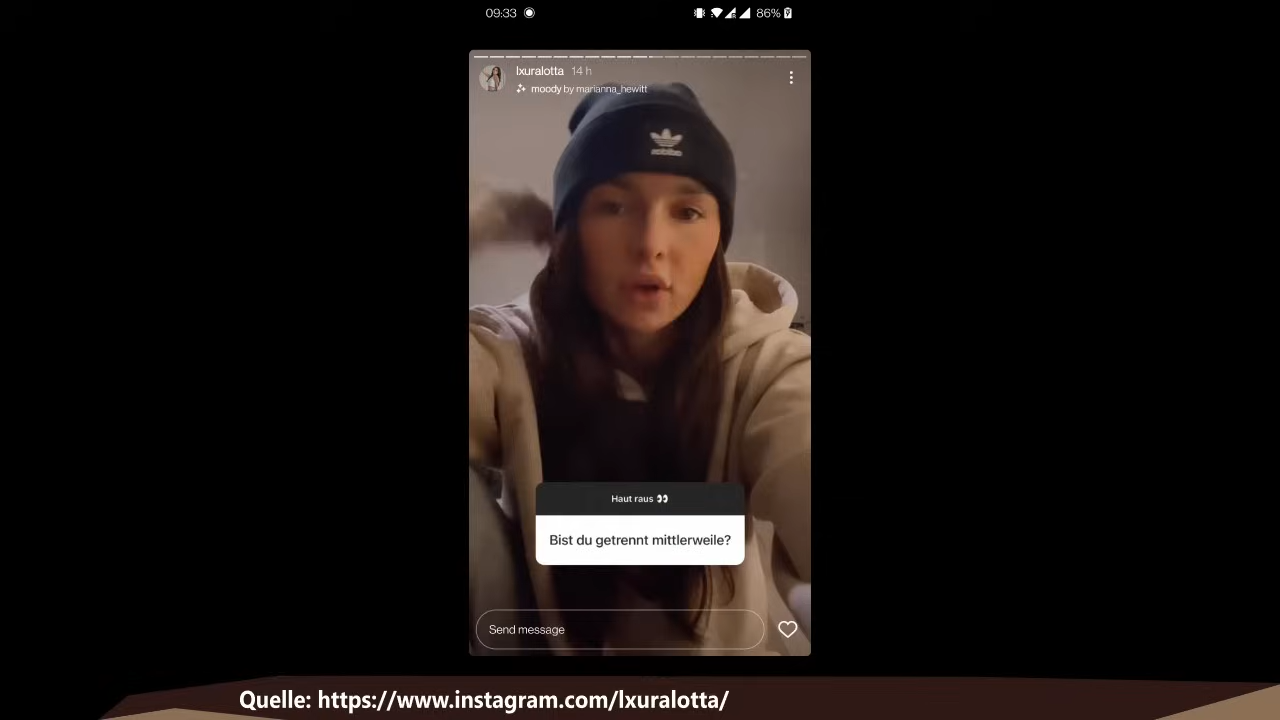 09:33
86%
lxuralotta 14 h
moody by marianna_hewitt
Haut raus 👀
Bist du getrennt mittlerweile?
Send message
Quelle: https://www.instagram.com/lxuralotta/